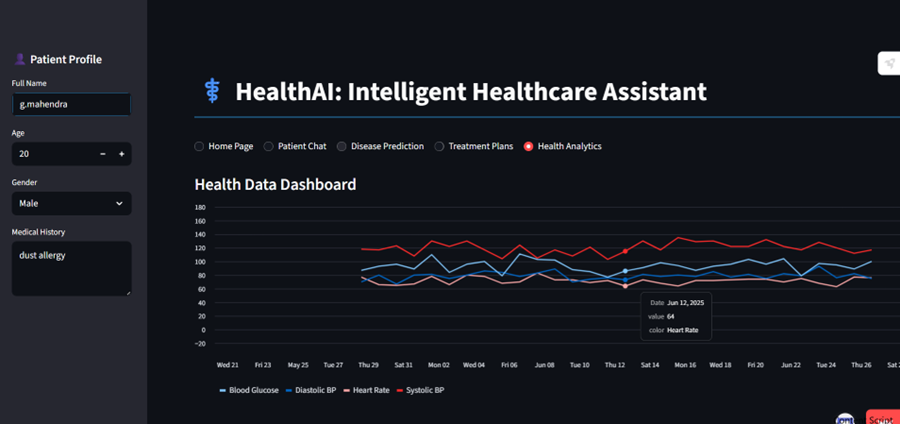 Patient Profile
Full Name
g.mahendra
Age
20
− +
Gender
Male
Medical History
dust allergy
HealthAI: Intelligent Healthcare Assistant
Home Page Patient Chat Disease Prediction Treatment Plans Health Analytics
Health Data Dashboard
180
160
140
120
100
80
60
40
20
0
−20
Date Jun 12, 2025
value 64
color Heart Rate
Wed 21 Fri 23 May 25 Tue 27 Thu 29 Sat 31 Mon 02 Wed 04 Fri 06 Jun 08 Tue 10 Thu 12 Sat 14 Mon 16 Wed 18 Fri 20 Jun 22 Tue 24 Thu 26
Blood Glucose Diastolic BP Heart Rate Systolic BP
Script